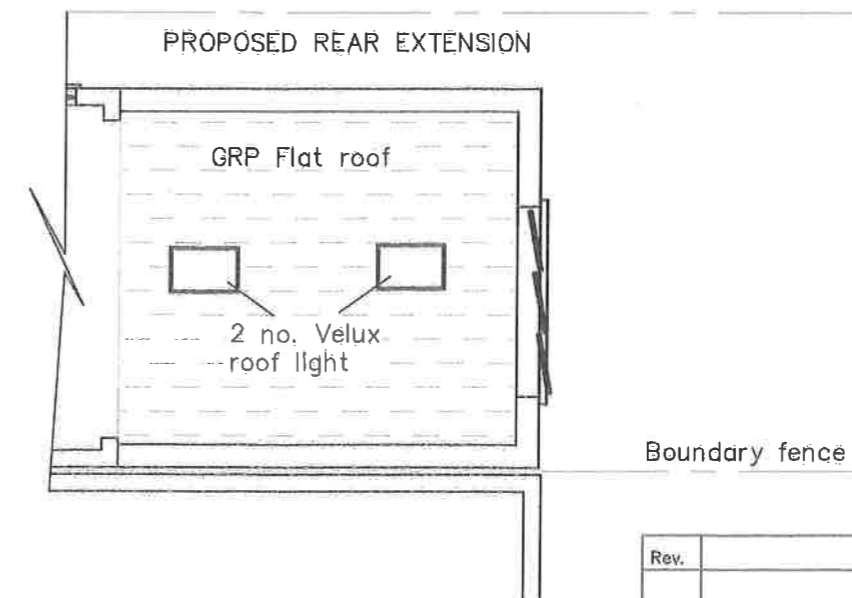 PROPOSED REAR EXTENSION
GRP Flat roof
2 no. Velux
roof light
Boundary fence
Rev.